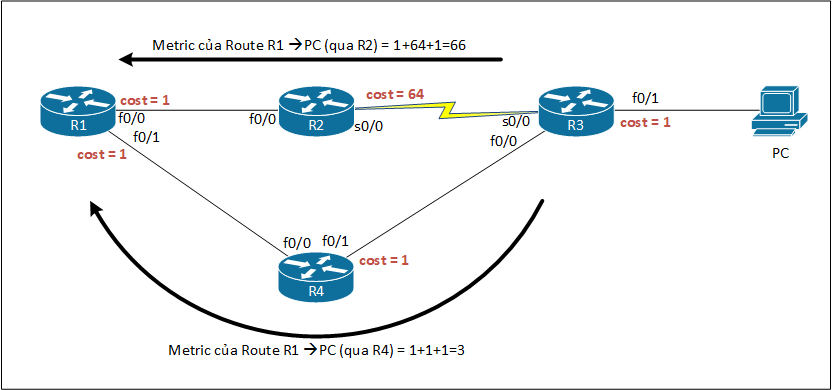 Metric của Route R1 →PC (qua R2) = 1+64+1=66
cost = 1
cost = 64
f0/1
R1
f0/0
f0/0
R2
s0/0
s0/0
R3
cost = 1
f0/1
f0/0
cost = 1
PC
f0/0
f0/1
cost = 1
R4
Metric của Route R1 →PC (qua R4) = 1+1+1=3